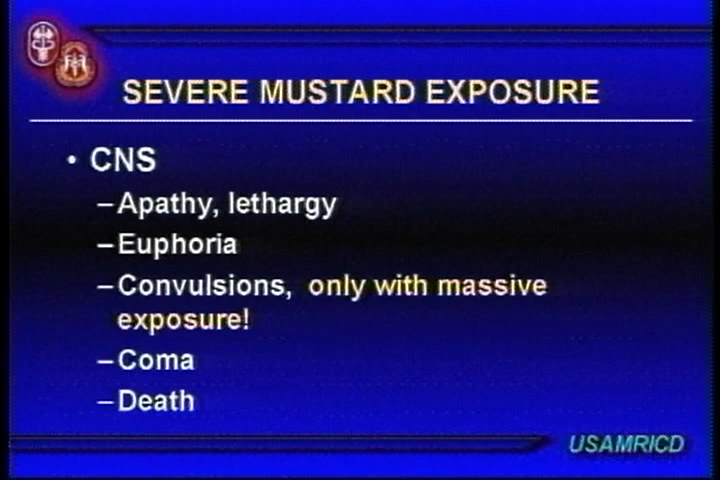 SEVERE MUSTARD EXPOSURE
• CNS
–Apathy, lethargy
–Euphoria
–Convulsions, only with massive
exposure!
–Coma
–Death
USAMRICD